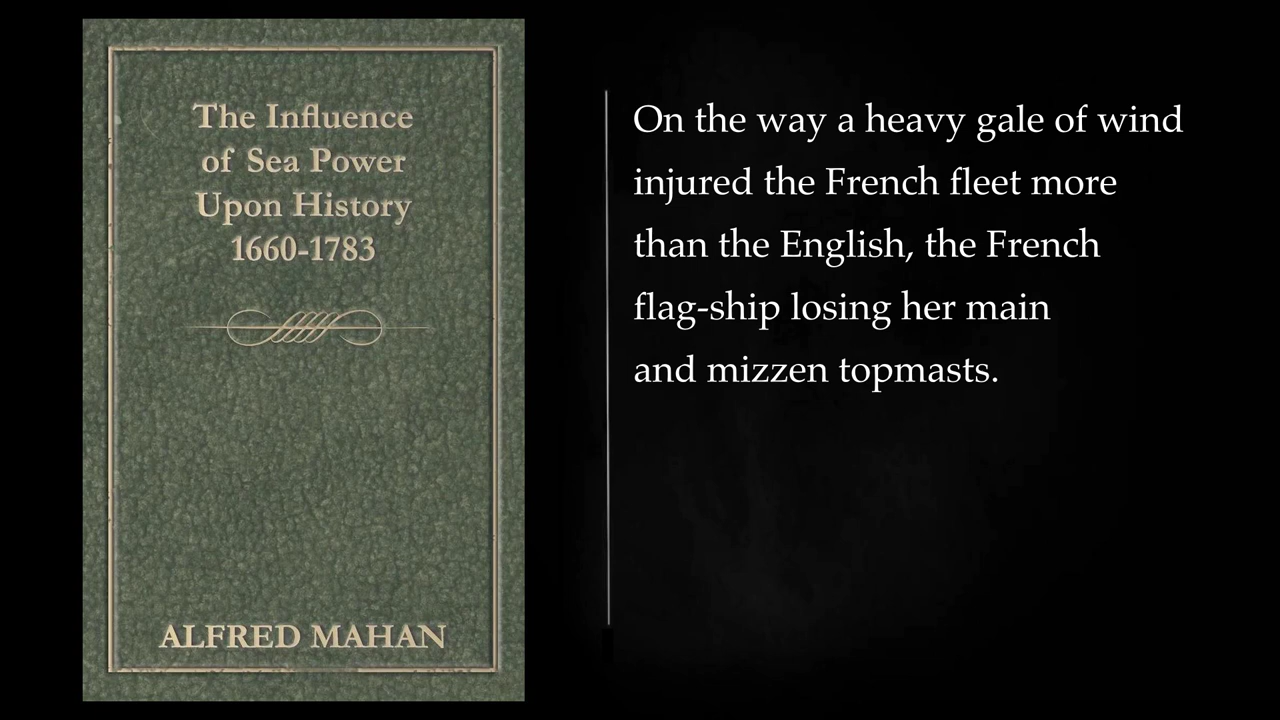 The Influence
of Sea Power
Upon History
1660-1783
ALFRED MAHAN
On the way a heavy gale of wind
injured the French fleet more
than the English, the French
flag-ship losing her main
and mizzen topmasts.